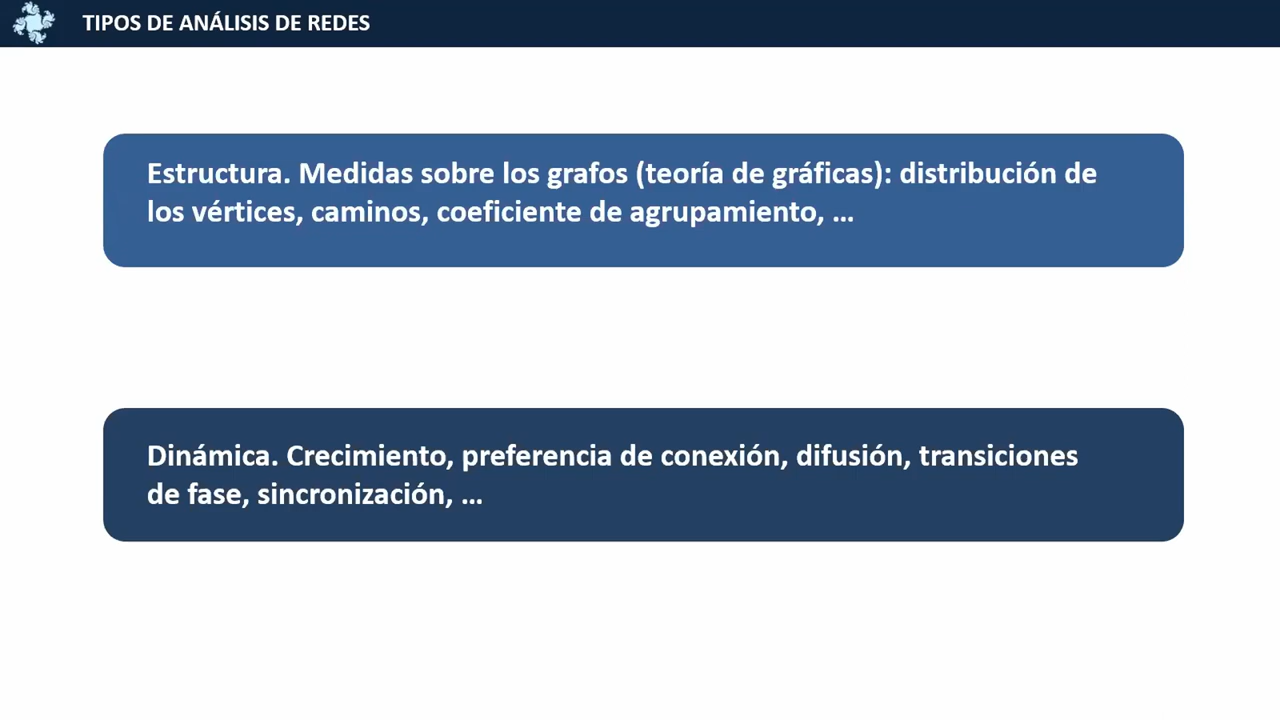 TIPOS DE ANÁLISIS DE REDES
Estructura. Medidas sobre los grafos (teoría de gráficas): distribución de
los vértices, caminos, coeficiente de agrupamiento, ...
Dinámica. Crecimiento, preferencia de conexión, difusión, transiciones
de fase, sincronización, ...